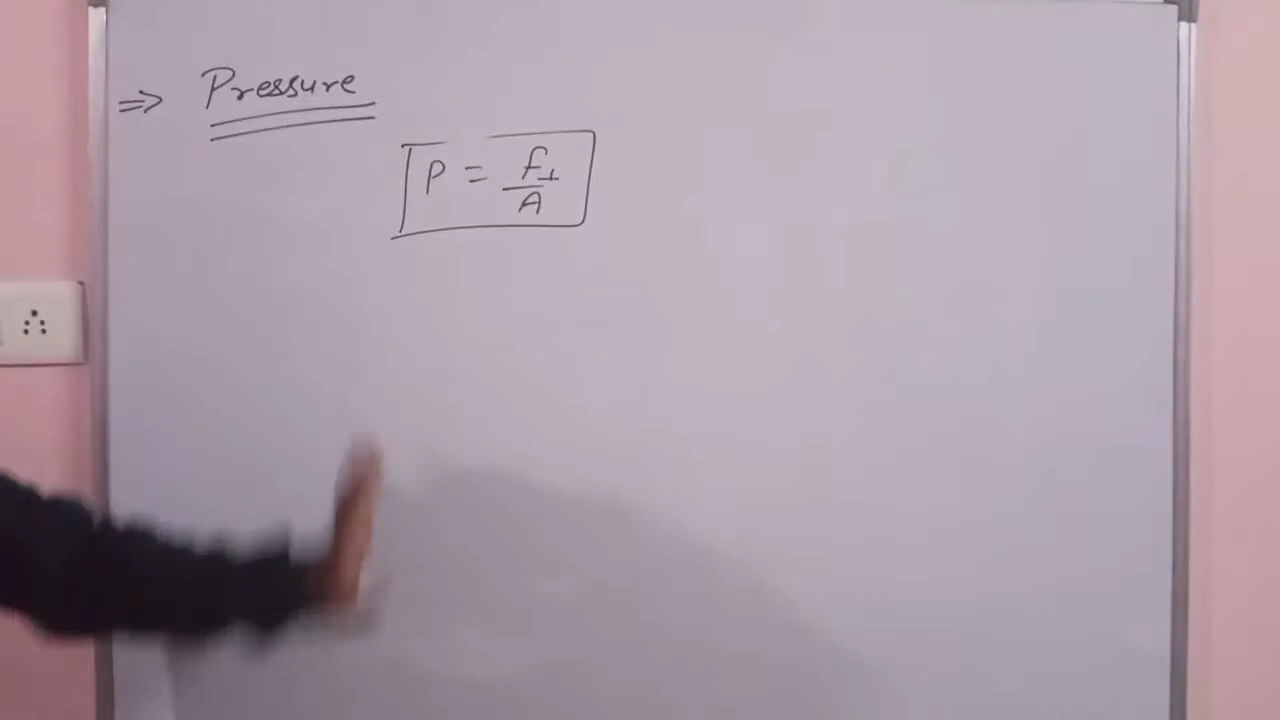 ⇒ Pressure
P = F⊥/A